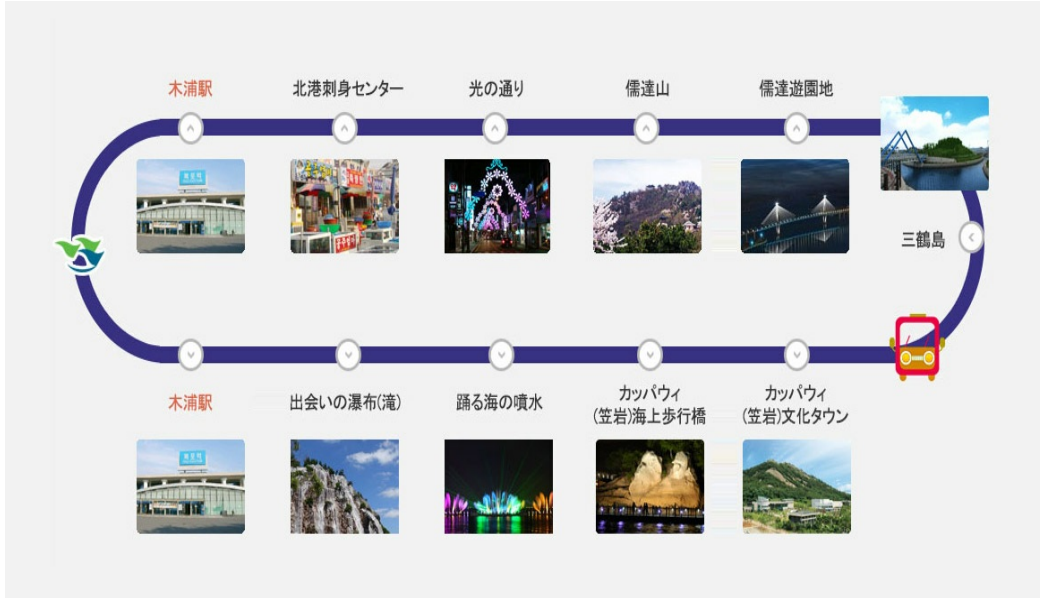 木浦駅
北港刺身センター
光の通り
儒達山
儒達遊園地
三鶴島
木浦駅
出会いの瀑布(滝)
踊る海の噴水
カッパウィ
(笠岩)海上歩行橋
カッパウィ
(笠岩)文化タウン